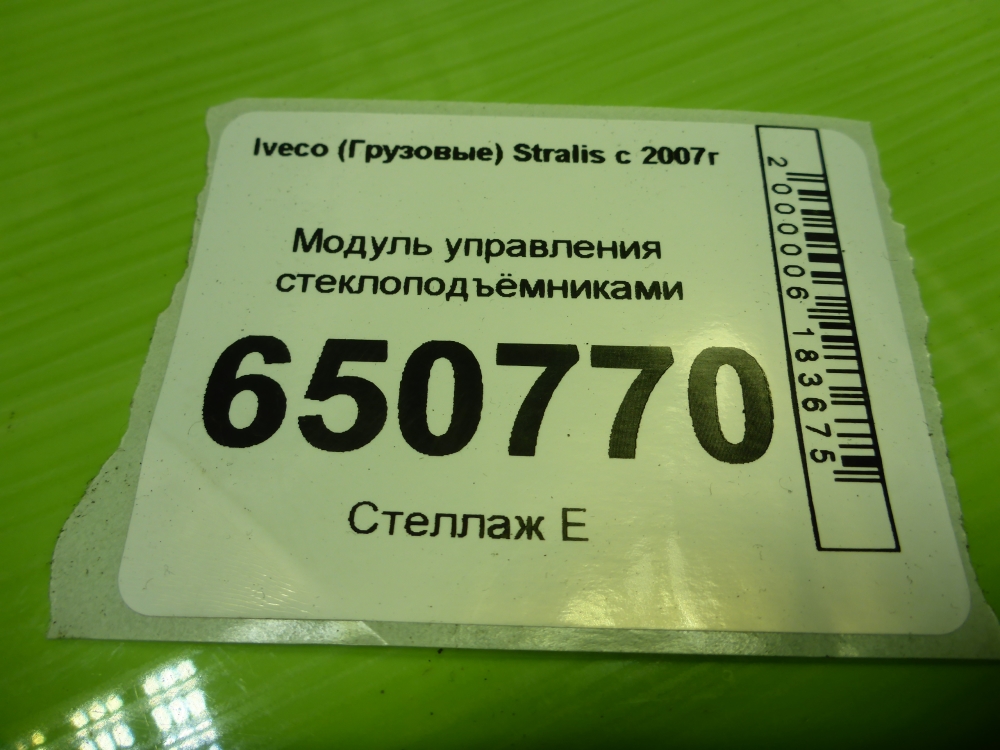 Iveco (Грузовые) Stralis с 2007г
Модуль управления
стеклоподъёмниками
650770
Стеллаж Е
2000006183675